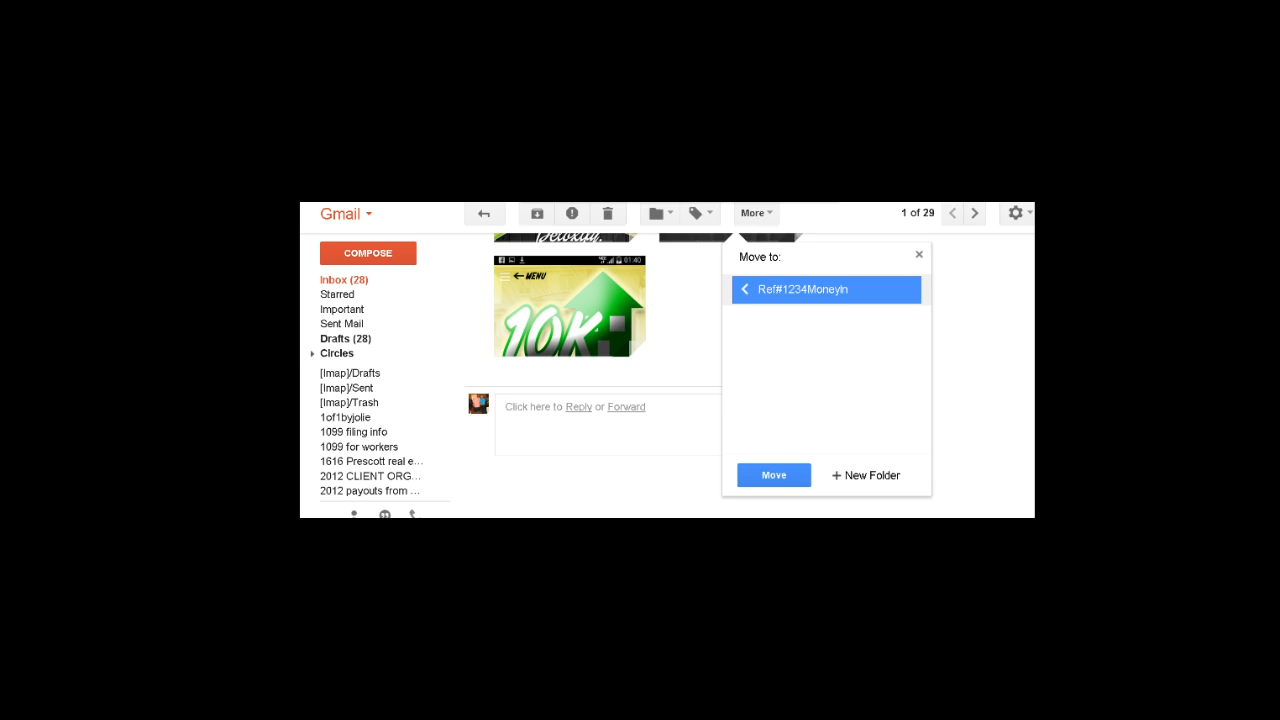 Gmail
More
1 of 29
COMPOSE
Inbox (28)
Starred
Important
Sent Mail
Drafts (28)
Circles
[Imap]/Drafts
[Imap]/Sent
[Imap]/Trash
1of1byjolie
1099 filing info
1099 for workers
1616 Prescott real e...
2012 CLIENT ORG...
2012 payouts from ...
01:40
MENU
10K
Click here to Reply or Forward
Move to:
Ref#1234MoneyIn
Move
+ New Folder